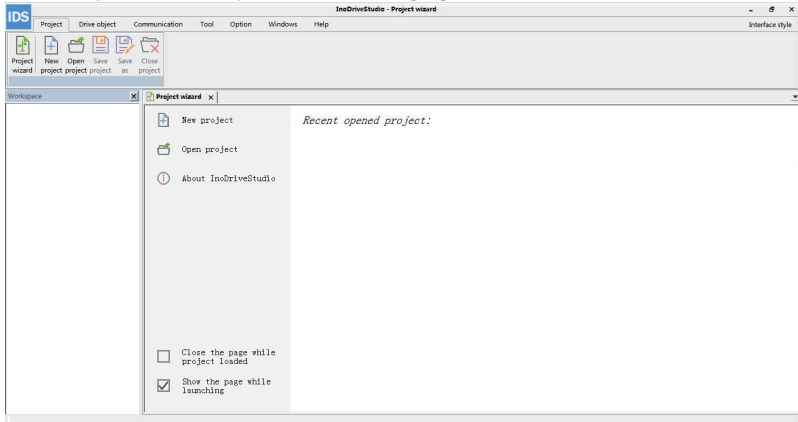 InoDriveStudio - Project wizard
IDS
Project Drive object Communication Tool Option Windows Help
Interface style
Project wizard
New project
Open project
Save project
Save as
Close project
Workspace
Project wizard
New project
Open project
About InoDriveStudio
Recent opened project:
Close the page while
project loaded
Show the page while
launching